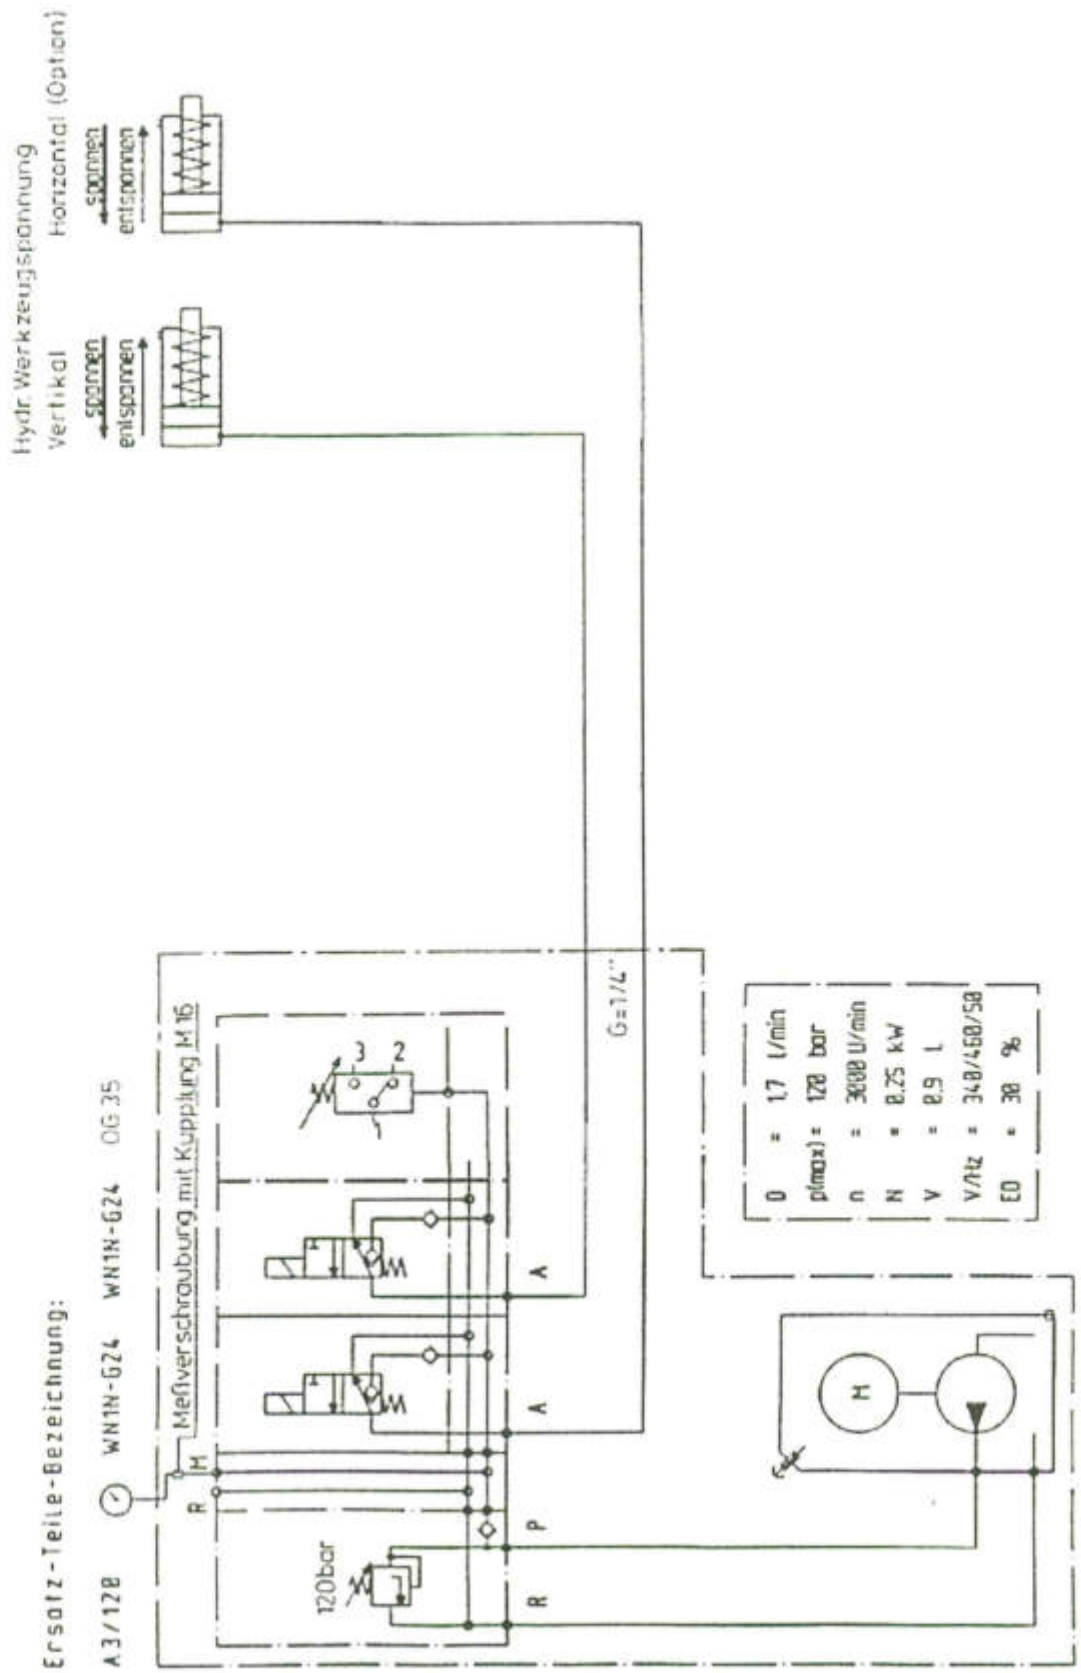 Hydr. Werkzeugspannung
Vertikal Horizontal (Option)
spannen spannen
entspannen entspannen
Ersatz-Teile-Bezeichnung:
A3/120 WN1N-G24 WN1N-G24 OG 35
Meßverschraubung mit Kupplung M 16
R M
120bar
3
2
1
R P A A
G=1/4"
M
Q = 1,7 l/min
p(max) = 120 bar
n = 3000 U/min
N = 0.25 kW
V = 0.9 l
V/Hz = 340/460/50
ED = 30 %